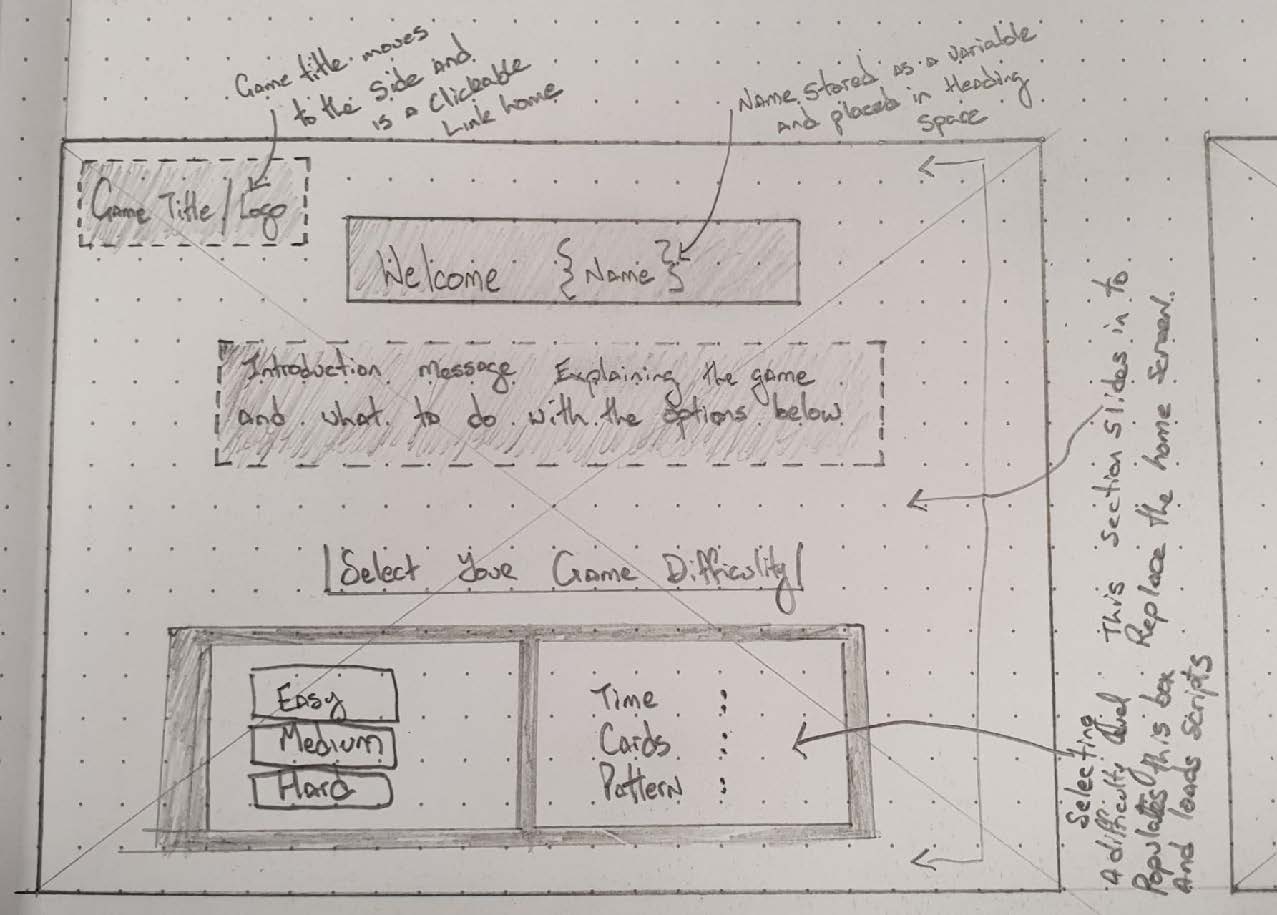 Game title moves
to the side and
is a clickable
Link home
Name stored as a variable
and placed in Heading
space
Game Title / Logo
Welcome {Name}
Introduction message Explaining the game
and what to do with the options below
Select Your Game Difficulity
Easy
Medium
Hard
Time :
Cards :
Pattern :
This section slides in to
Replace the home screen.
Selecting
A difficulty level
Populates this box
And loads scripts